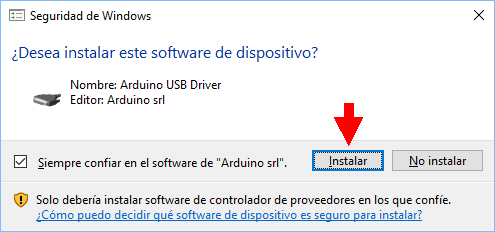 Seguridad de Windows
¿Desea instalar este software de dispositivo?
Nombre: Arduino USB Driver
Editor: Arduino srl
Siempre confiar en el software de "Arduino srl".
Instalar
No instalar
Solo debería instalar software de controlador de proveedores en los que confíe.
¿Cómo puedo decidir qué software de dispositivo es seguro para instalar?